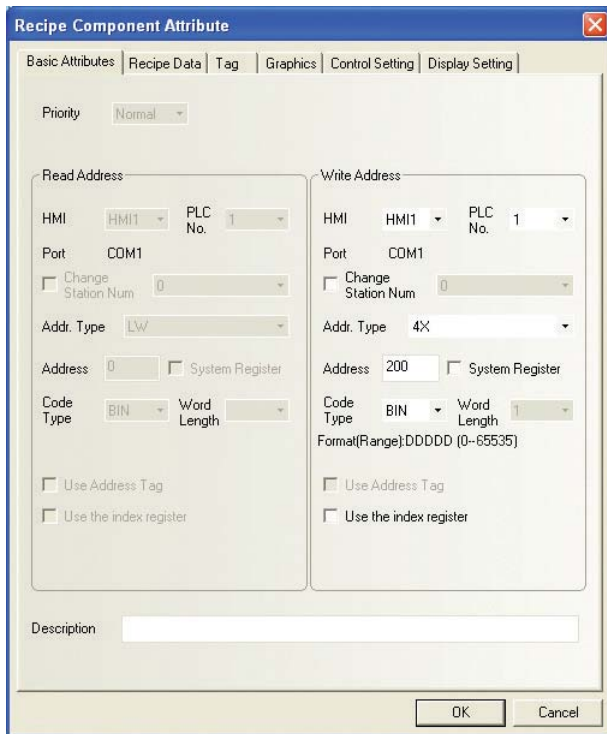 Recipe Component Attribute
Basic Attributes Recipe Data Tag Graphics Control Setting Display Setting
Priority Normal
Read Address
HMI HMI1 PLC No. 1
Port COM1
Change Station Num 0
Addr. Type LW
Address 0 System Register
Code Type BIN Word Length
Use Address Tag
Use the index register
Write Address
HMI HMI1 PLC No. 1
Port COM1
Change Station Num 0
Addr. Type 4X
Address 200 System Register
Code Type BIN Word Length 1
Format(Range):DDDDD (0--65535)
Use Address Tag
Use the index register
Description
OK Cancel